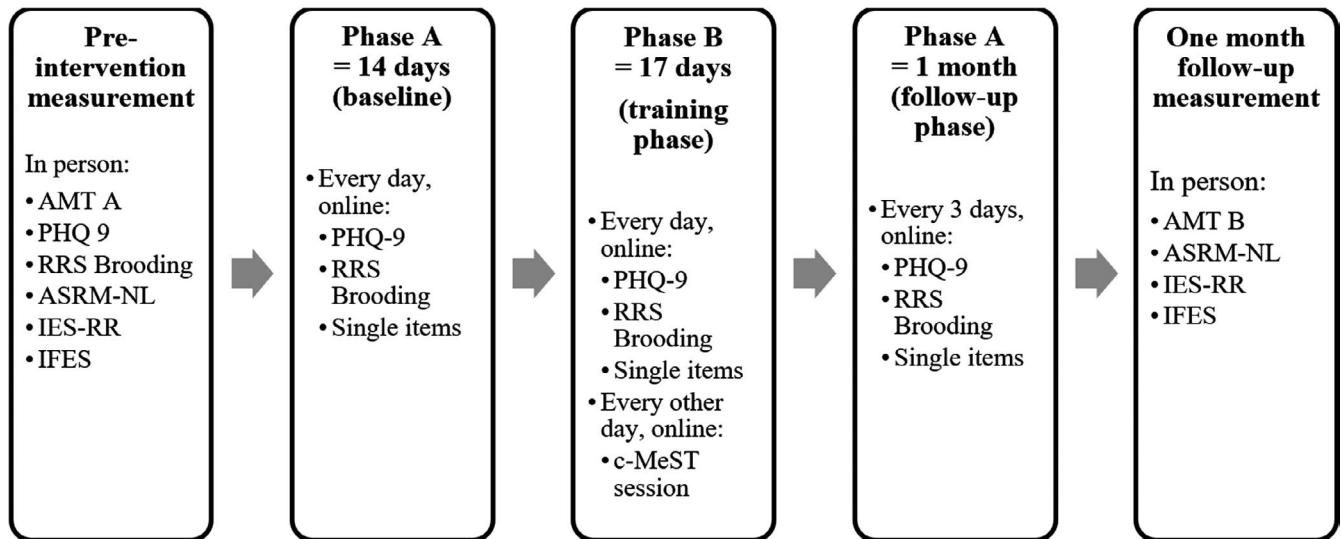 Pre-
intervention
measurement
In person:
• AMT A
• PHQ 9
• RRS Brooding
• ASRM-NL
• IES-RR
• IFES
Phase A
= 14 days
(baseline)
• Every day,
online:
• PHQ-9
• RRS
Brooding
• Single items
Phase B
= 17 days
(training
phase)
• Every day,
online:
• PHQ-9
• RRS
Brooding
• Single items
• Every other
day, online:
• c-MeST
session
Phase A
= 1 month
(follow-up
phase)
• Every 3 days,
online:
• PHQ-9
• RRS
Brooding
• Single items
One month
follow-up
measurement
In person:
• AMT B
• ASRM-NL
• IES-RR
• IFES